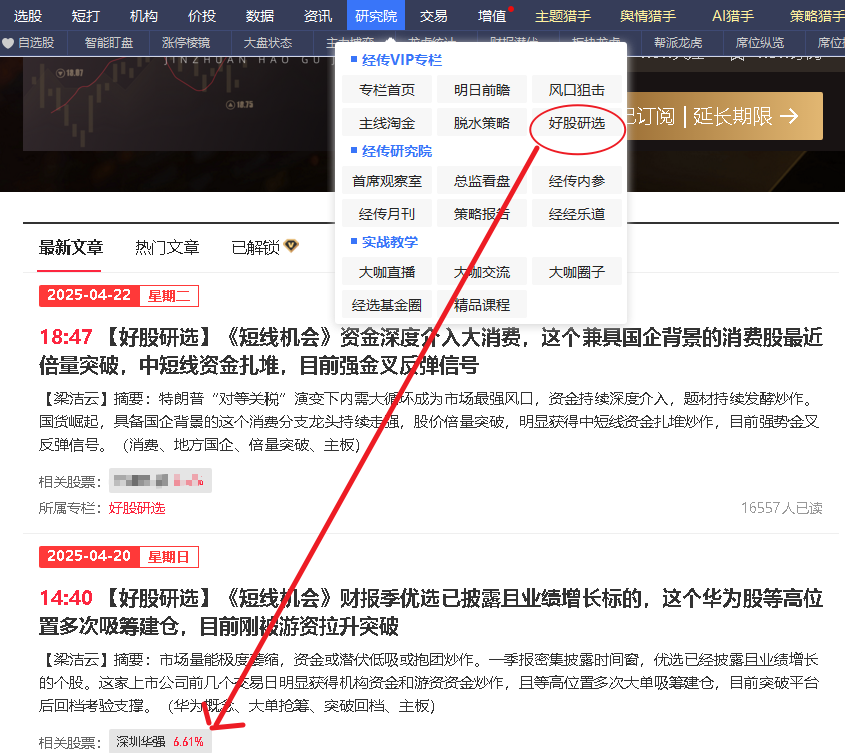 选股 短打 机构 价投 数据 资讯 研究院 交易 增值 主题猎手 舆情猎手 AI猎手 策略猎手
自选股 智能盯盘 涨停棱镜 大盘状态 帮派龙虎 席位纵览 席位
经传VIP专栏
专栏首页 明日前瞻 风口狙击
主线淘金 脱水策略 好股研选
经传研究院
首席观察室 总监看盘 经传内参
经传月刊 策略报告 经经乐道
实战教学
大咖直播 大咖交流 大咖圈子
经选基金圈 精品课程
JINZHUAN HAO GU
18.07
18.75
已订阅 | 延长期限 →
最新文章 热门文章 已解锁
2025-04-22 星期二
18:47 【好股研选】《短线机会》资金深度介入大消费，这个兼具国企背景的消费股最近
倍量突破，中短线资金扎堆，目前强金叉反弹信号
【梁洁云】摘要：特朗普“对等关税”演变下内需大循环成为市场最强风口，资金持续深度介入，题材持续发酵炒作。
国货崛起，具备国企背景的这个消费分支龙头持续走强，股价倍量突破，明显获得中短线资金扎堆炒作，目前强势金叉
反弹信号。（消费、地方国企、倍量突破、主板）
相关股票：
所属专栏：好股研选 16557人已读
2025-04-20 星期日
14:40 【好股研选】《短线机会》财报季优选已披露且业绩增长标的，这个华为股等高位
置多次吸筹建仓，目前刚被游资拉升突破
【梁洁云】摘要：市场量能极度萎缩，资金或潜伏低吸或抱团炒作。一季报密集披露时间窗，优选已经披露且业绩增长
的个股。这家上市公司前几个交易日明显获得机构资金和游资资金炒作，且等高位置多次大单吸筹建仓，目前突破平台
后回档考验支撑。（华为概念、大单抢筹、突破回档、主板）
相关股票：深圳华强 6.61%